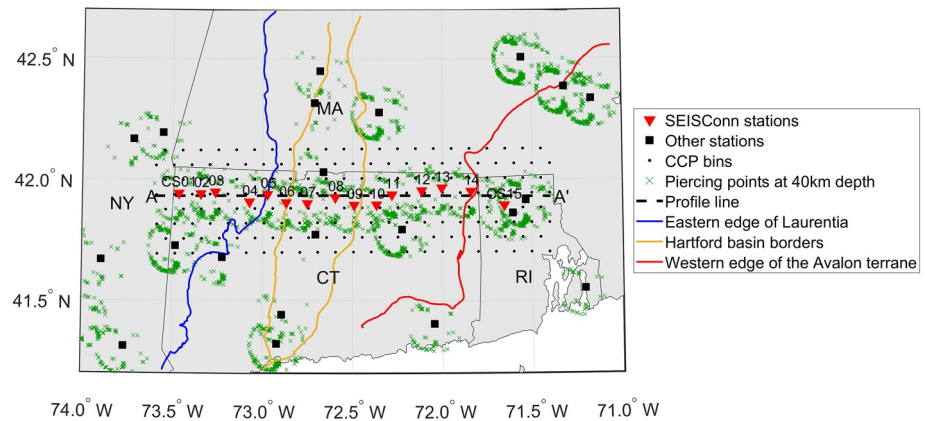 42.5° N
MA
42.0° N
CS01 02 03 04 05 06 07 08 09 10 11 12 13 14 CS15
NY A A'
CT RI
41.5° N
74.0° W 73.5° W 73.0° W 72.5° W 72.0° W 71.5° W 71.0° W
SEISConn stations
Other stations
CCP bins
Piercing points at 40km depth
Profile line
Eastern edge of Laurentia
Hartford basin borders
Western edge of the Avalon terrane